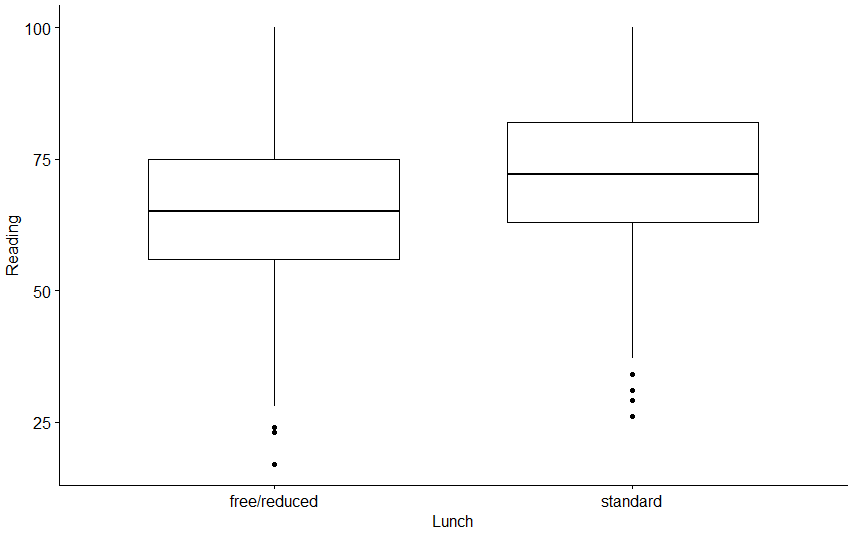 100
75
50
25
Reading
free/reduced
standard
Lunch